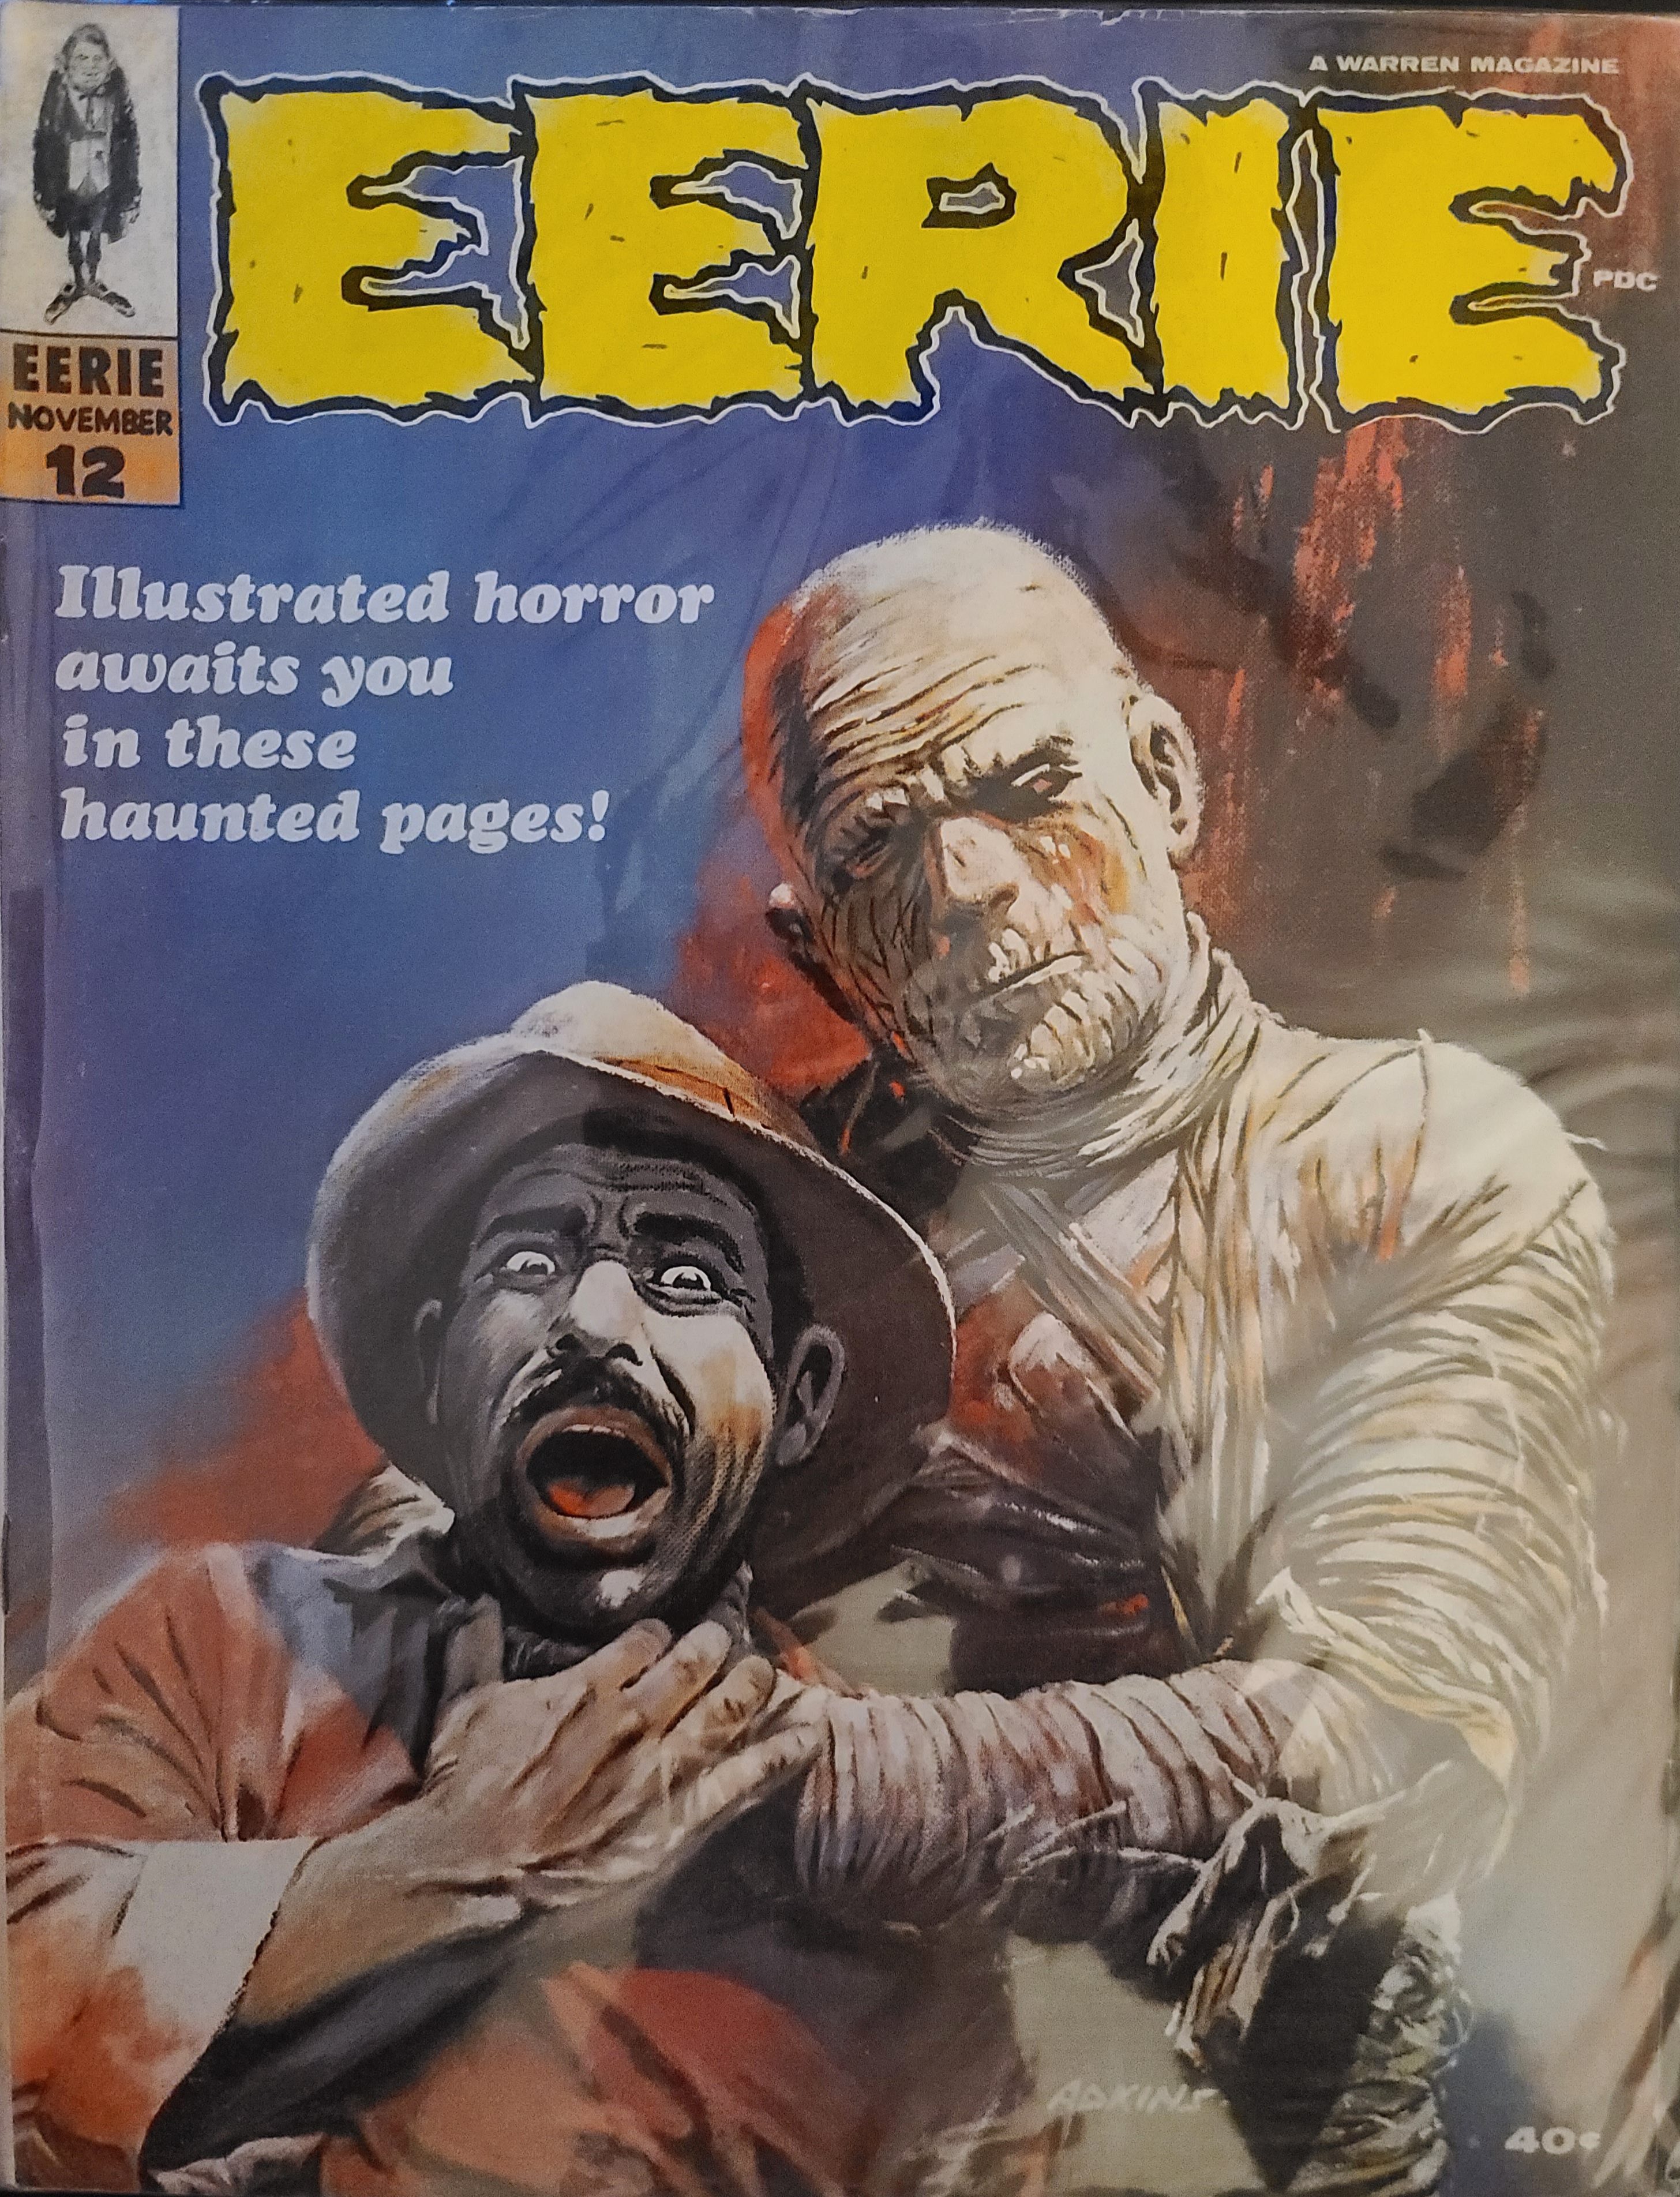 A WARREN MAGAZINE
EERIE
PDC
EERIE
NOVEMBER
12
Illustrated horror
awaits you
in these
haunted pages!
ADKINS
40¢